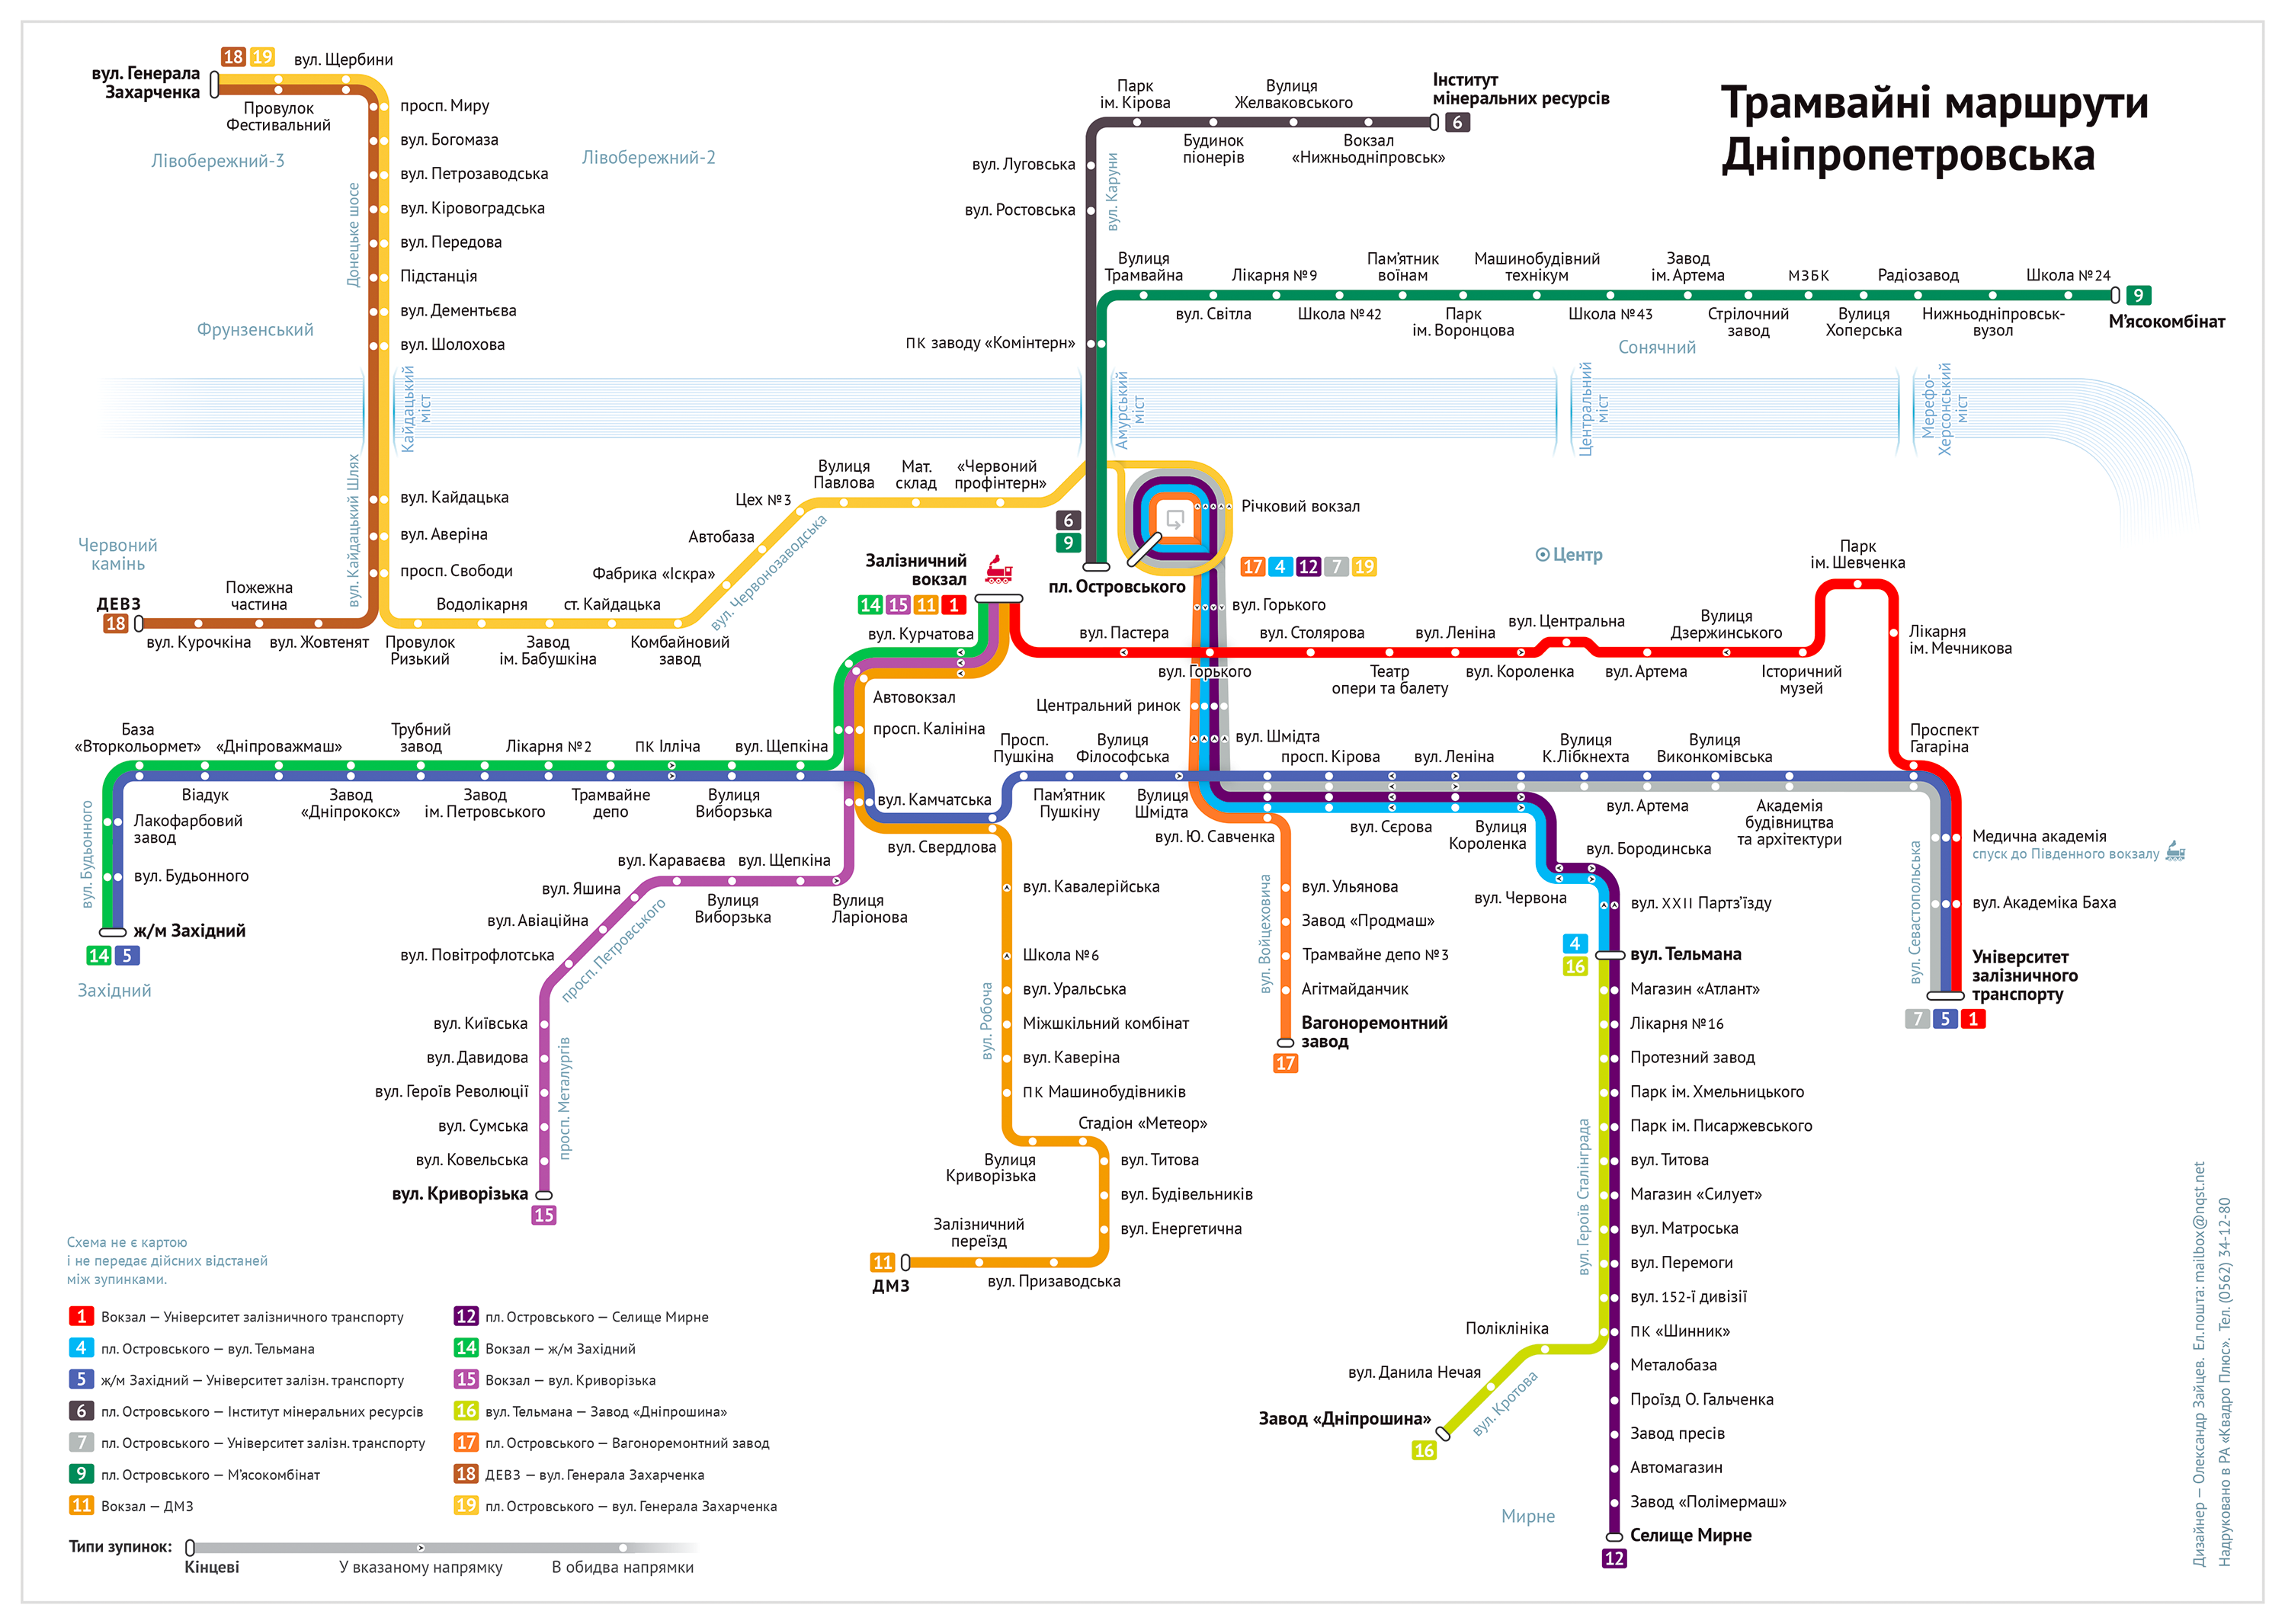 Трамвайні маршрути
Дніпропетровська
18 19
вул. Генерала
Захарченка
вул. Щербини
Провулок
Фестивальний
Лівобережний-3
Лівобережний-2
просп. Миру
вул. Богомаза
вул. Петрозаводська
вул. Кіровоградська
вул. Передова
Підстанція
вул. Дементьєва
вул. Шолохова
Донецьке шосе
Фрунзенський
Кайдацький
міст
вул. Кайдацький Шлях
вул. Кайдацька
вул. Аверіна
просп. Свободи
Червоний
камінь
ДЕВЗ
18
вул. Курочкіна
Пожежна
частина
вул. Жовтенят
Провулок
Ризький
Водолікарня
Завод
ім. Бабушкіна
ст. Кайдацька
Комбайновий
завод
Фабрика «Іскра»
Автобаза
Цех №3
вул. Червонозаводська
Вулиця
Павлова
Мат.
склад
«Червоний
профінтерн»
Парк
ім. Кірова
Будинок
піонерів
Вулиця
Желваковського
Вокзал
«Нижньодніпровськ»
Інститут
мінеральних ресурсів
6
вул. Луговська
вул. Ростовська
вул. Каруни
ПК заводу «Комінтерн»
Вулиця
Трамвайна
вул. Світла
Лікарня №9
Школа №42
Пам’ятник
воїнам
Парк
ім. Воронцова
Машинобудівний
технікум
Школа №43
Завод
ім. Артема
Стрілочний
завод
МЗБК
Вулиця
Хоперська
Радіозавод
Нижньодніпровськ-
вузол
Школа №24
9
М’ясокомбінат
Сонячний
Амурський
міст
Центральний
міст
Мерефо-
Херсонський
міст
6
9
пл. Островського
Річковий вокзал
17 4 12 7 19
Центр
Залізничний
вокзал
14 15 11 1
вул. Курчатова
Автовокзал
просп. Калініна
вул. Пастера
вул. Горького
вул. Горького
вул. Столярова
Театр
опери та балету
вул. Леніна
вул. Короленка
вул. Центральна
вул. Артема
Вулиця
Дзержинського
Історичний
музей
Парк
ім. Шевченка
Лікарня
ім. Мечникова
Проспект
Гагаріна
Центральний ринок
вул. Шмідта
База
«Вторкольормет»
Віадук
«Дніправажмаш»
Завод
«Дніпрококс»
Трубний
завод
Завод
ім. Петровського
Лікарня №2
Трамвайне
депо
ПК Ілліча
Вулиця
Виборзька
вул. Щепкіна
Лакофарбовий
завод
вул. Будьонного
вул. Будьонного
ж/м Західний
14 5
Західний
вул. Камчатська
вул. Свердлова
Просп.
Пушкіна
Пам’ятник
Пушкіну
Вулиця
Філософська
Вулиця
Шмідта
вул. Ю. Савченка
просп. Кірова
вул. Сєрова
вул. Леніна
Вулиця
Короленка
Вулиця
К.Лібкнехта
вул. Артема
Вулиця
Виконкомівська
Академія
будівництва
та архітектури
Медична академія
спуск до Південного вокзалу
вул. Академіка Баха
вул. Севастопольська
Університет
залізничного
транспорту
7 5 1
вул. Караваєва
вул. Щепкіна
Вулиця
Виборзька
Вулиця
Ларіонова
вул. Яшина
вул. Авіаційна
вул. Повітрофлотська
просп. Петровського
вул. Київська
вул. Давидова
вул. Героїв Революції
вул. Сумська
вул. Ковельська
вул. Криворізька
15
просп. Металургів
вул. Кавалерійська
Школа №6
вул. Уральська
Міжшкільний комбінат
вул. Каверіна
ПК Машинобудівників
вул. Робоча
Стадіон «Метеор»
Вулиця
Криворізька
вул. Титова
вул. Будівельників
вул. Енергетична
Залізничний
переїзд
вул. Призаводська
11
ДМЗ
вул. Ульянова
Завод «Продмаш»
Трамвайне депо №3
Агітмайданчик
вул. Войцеховича
Вагоноремонтний
завод
17
вул. Бородинська
вул. Червона
вул. XXII Партз’їзду
4
16
вул. Тельмана
Магазин «Атлант»
Лікарня №16
Протезний завод
Парк ім. Хмельницького
Парк ім. Писаржевського
вул. Титова
Магазин «Силует»
вул. Матроська
вул. Перемоги
вул. 152-ї дивізії
ПК «Шинник»
Металобаза
Проїзд О. Гальченка
Завод пресів
Автомагазин
Завод «Полімермаш»
Селище Мирне
12
вул. Героїв Сталінграда
Поліклініка
вул. Данила Нечая
Завод «Дніпрошина»
16
вул. Кротова
Мирне
Схема не є картою
і не передає дійсних відстаней
між зупинками.
1 Вокзал — Університет залізничного транспорту
4 пл. Островського — вул. Тельмана
5 ж/м Західний — Університет залізн. транспорту
6 пл. Островського — Інститут мінеральних ресурсів
7 пл. Островського — Університет залізн. транспорту
9 пл. Островського — М’ясокомбінат
11 Вокзал — ДМЗ
12 пл. Островського — Селище Мирне
14 Вокзал — ж/м Західний
15 Вокзал — вул. Криворізька
16 вул. Тельмана — Завод «Дніпрошина»
17 пл. Островського — Вагоноремонтний завод
18 ДЕВЗ — вул. Генерала Захарченка
19 пл. Островського — вул. Генерала Захарченка
Типи зупинок:
Кінцеві
У вказаному напрямку
В обидва напрямки
Дизайнер — Олександр Зайцев. Ел.пошта: mailbox@nqst.net
Надруковано в РА «Квадро Плюс». Тел. (0562) 34-12-80